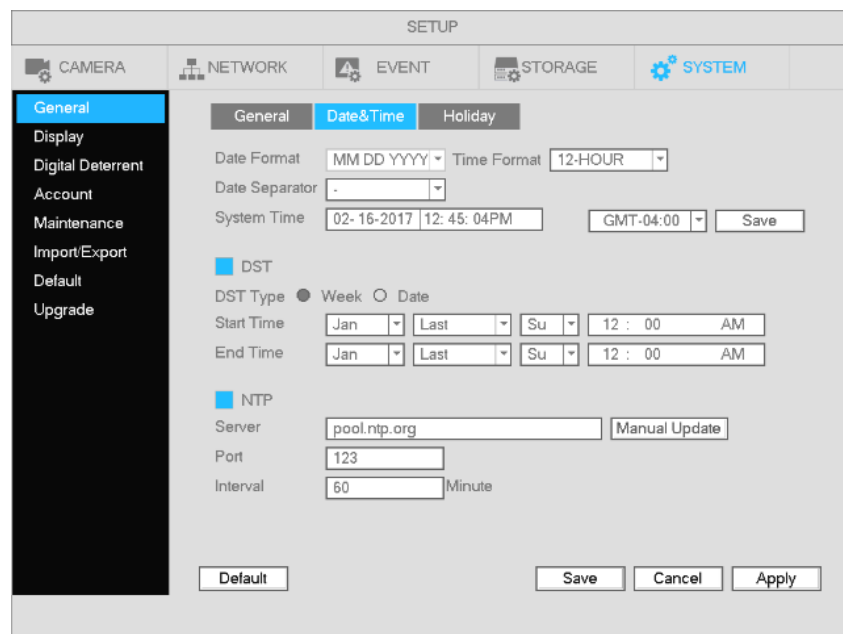 SETUP
CAMERA NETWORK EVENT STORAGE SYSTEM
General
Display
Digital Deterrent
Account
Maintenance
Import/Export
Default
Upgrade
General Date&Time Holiday
Date Format MM DD YYYY Time Format 12-HOUR
Date Separator -
System Time 02- 16-2017 12: 45: 04PM GMT-04:00 Save
DST
DST Type Week Date
Start Time Jan Last Su 12 : 00 AM
End Time Jan Last Su 12 : 00 AM
NTP
Server pool.ntp.org Manual Update
Port 123
Interval 60 Minute
Default Save Cancel Apply